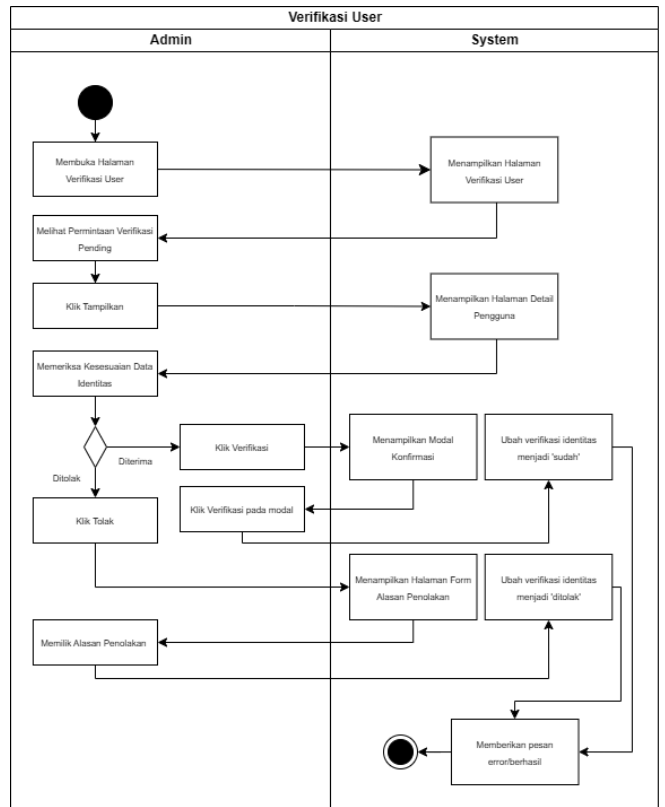 Verifikasi User
Admin
System
Membuka Halaman
Verifikasi User
Menampilkan Halaman
Verifikasi User
Melihat Permintaan Verifikasi
Pending
Klik Tampilkan
Menampilkan Halaman Detail
Pengguna
Memeriksa Kesesuaian Data
Identitas
Diterima
Ditolak
Klik Verifikasi
Menampilkan Modal
Konfirmasi
Ubah verifikasi identitas
menjadi 'sudah'
Klik Verifikasi pada modal
Klik Tolak
Menampilkan Halaman Form
Alasan Penolakan
Ubah verifikasi identitas
menjadi 'ditolak'
Memilik Alasan Penolakan
Memberikan pesan
error/berhasil